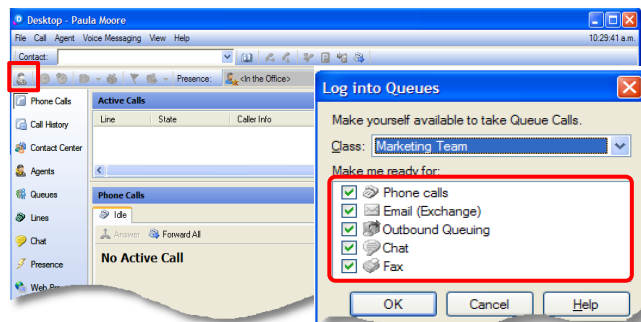 Desktop - Paula Moore
File Call Agent Voice Messaging View Help 10:29:41 a.m.
Contact:
Presence: <In the Office>
Phone Calls
Call History
Contact Center
Agents
Queues
Lines
Chat
Presence
Active Calls
Line State Caller Info
Phone Calls
Idle
Answer Forward All
No Active Call
Log into Queues
Make yourself available to take Queue Calls.
Class: Marketing Team
Make me ready for:
Phone calls
Email (Exchange)
Outbound Queuing
Chat
Fax
OK Cancel Help